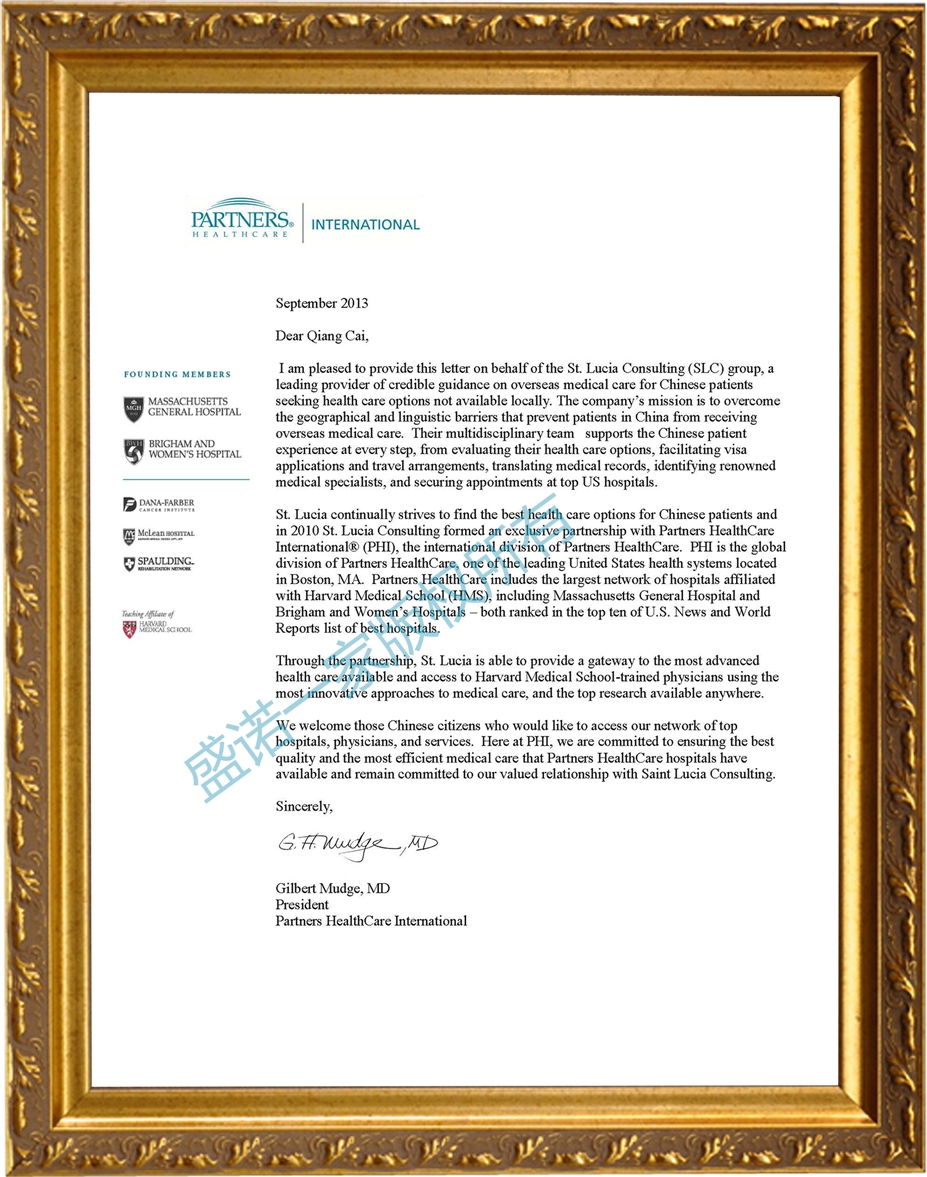 PARTNERS®
HEALTHCARE
INTERNATIONAL
September 2013
Dear Qiang Cai,
I am pleased to provide this letter on behalf of the St. Lucia Consulting (SLC) group, a
leading provider of credible guidance on overseas medical care for Chinese patients
seeking health care options not available locally. The company's mission is to overcome
the geographical and linguistic barriers that prevent patients in China from receiving
overseas medical care.  Their multidisciplinary team   supports the Chinese patient
experience at every step, from evaluating their health care options, facilitating visa
applications and travel arrangements, translating medical records, identifying renowned
medical specialists, and securing appointments at top US hospitals.
St. Lucia continually strives to find the best health care options for Chinese patients and
in 2010 St. Lucia Consulting formed an exclusive partnership with Partners HealthCare
International® (PHI), the international division of Partners HealthCare.  PHI is the global
division of Partners HealthCare, one of the leading United States health systems located
in Boston, MA.  Partners HealthCare includes the largest network of hospitals affiliated
with Harvard Medical School (HMS), including Massachusetts General Hospital and
Brigham and Women's Hospitals – both ranked in the top ten of U.S. News and World
Reports list of best hospitals.
Through the partnership, St. Lucia is able to provide a gateway to the most advanced
health care available and access to Harvard Medical School-trained physicians using the
most innovative approaches to medical care, and the top research available anywhere.
We welcome those Chinese citizens who would like to access our network of top
hospitals, physicians, and services.  Here at PHI, we are committed to ensuring the best
quality and the most efficient medical care that Partners HealthCare hospitals have
available and remain committed to our valued relationship with Saint Lucia Consulting.
Sincerely,
G.H. Mudge, MD
Gilbert Mudge, MD
President
Partners HealthCare International
FOUNDING MEMBERS
MGH
MASSACHUSETTS
GENERAL HOSPITAL
BRIGHAM AND
WOMEN'S HOSPITAL
DANA-FARBER
CANCER INSTITUTE
McLean HOSPITAL
SPAULDING
REHABILITATION NETWORK
Teaching Affiliate of
HARVARD
MEDICAL SCHOOL
盛诺一家版权所有